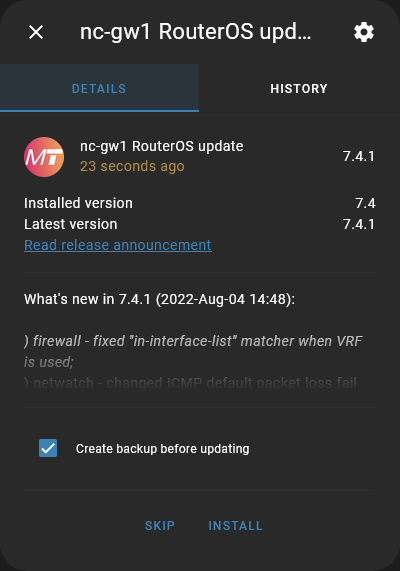 nc-gw1 RouterOS upd...
DETAILS
HISTORY
MT
nc-gw1 RouterOS update
23 seconds ago
7.4.1
Installed version 7.4
Latest version 7.4.1
Read release announcement
What's new in 7.4.1 (2022-Aug-04 14:48):
) firewall - fixed "in-interface-list" matcher when VRF
is used;
) netwatch - changed ICMP default packet loss fail
Create backup before updating
SKIP
INSTALL